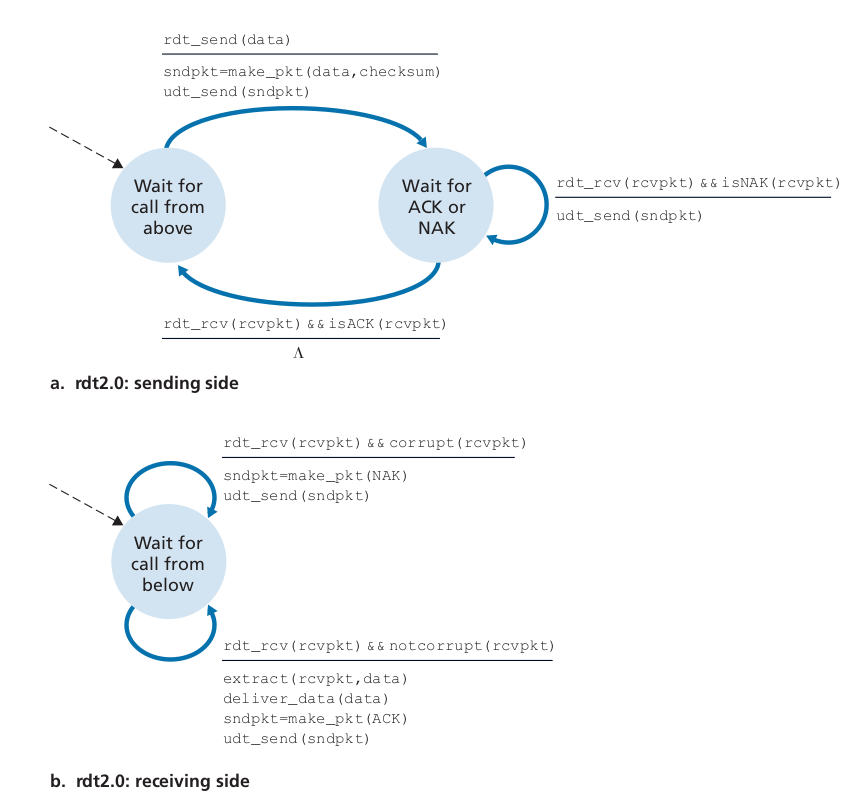 rdt_send(data)
sndpkt=make_pkt(data,checksum)
udt_send(sndpkt)
Wait for
call from
above
Wait for
ACK or
NAK
rdt_rcv(rcvpkt) && isNAK(rcvpkt)
udt_send(sndpkt)
rdt_rcv(rcvpkt) && isACK(rcvpkt)
Λ
a. rdt2.0: sending side
rdt_rcv(rcvpkt) && corrupt(rcvpkt)
sndpkt=make_pkt(NAK)
udt_send(sndpkt)
Wait for
call from
below
rdt_rcv(rcvpkt) && notcorrupt(rcvpkt)
extract(rcvpkt,data)
deliver_data(data)
sndpkt=make_pkt(ACK)
udt_send(sndpkt)
b. rdt2.0: receiving side